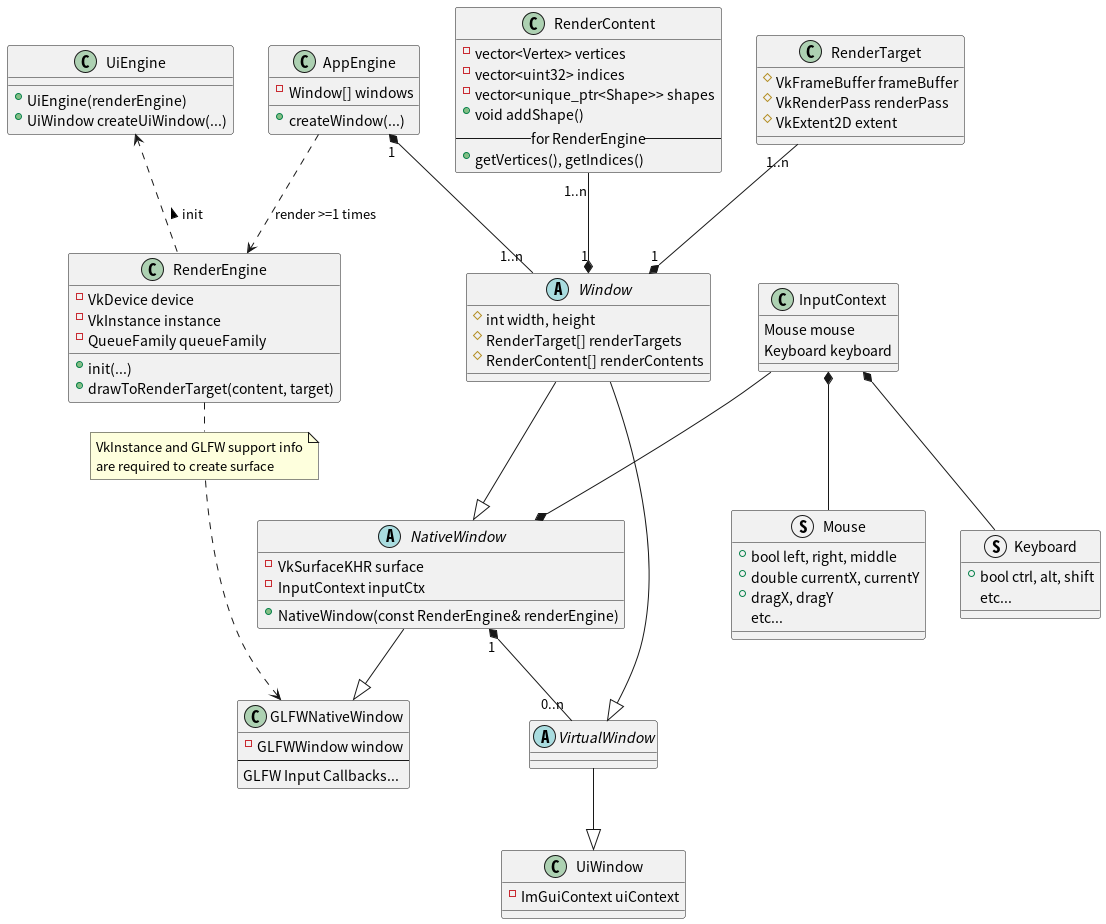 C UiEngine
UiEngine(renderEngine)
UiWindow createUiWindow(...)
C AppEngine
Window[] windows
createWindow(...)
C RenderContent
vector<Vertex> vertices
vector<uint32> indices
vector<unique_ptr<Shape>> shapes
void addShape()
for RenderEngine
getVertices(), getIndices()
C RenderTarget
VkFrameBuffer frameBuffer
VkRenderPass renderPass
VkExtent2D extent
1
1..n
1..n
1
1..n
1
init
render >=1 times
C RenderEngine
VkDevice device
VkInstance instance
QueueFamily queueFamily
init(...)
drawToRenderTarget(content, target)
A Window
int width, height
RenderTarget[] renderTargets
RenderContent[] renderContents
C InputContext
Mouse mouse
Keyboard keyboard
VkInstance and GLFW support info
are required to create surface
A NativeWindow
VkSurfaceKHR surface
InputContext inputCtx
NativeWindow(const RenderEngine& renderEngine)
S Mouse
bool left, right, middle
double currentX, currentY
dragX, dragY
etc...
S Keyboard
bool ctrl, alt, shift
etc...
1
0..n
C GLFWNativeWindow
GLFWWindow window
GLFW Input Callbacks...
A VirtualWindow
C UiWindow
ImGuiContext uiContext